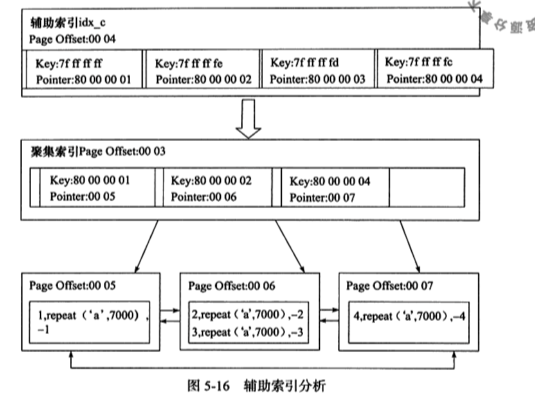 辅助索引idx_c
Page Offset:00 04
Key:7f ff ff ff
Pointer:80 00 00 01
Key:7f ff ff fe
Pointer:80 00 00 02
Key:7f ff ff fd
Pointer:80 00 00 03
Key:7f ff ff fc
Pointer:80 00 00 04
聚集索引Page Offset:00 03
Key:80 00 00 01
Pointer:00 05
Key:80 00 00 02
Pointer:00 06
Key:80 00 00 04
Pointer:00 07
Page Offset:00 05
1,repeat（‘a’,7000）,
-1
Page Offset:00 06
2,repeat（‘a’,7000）,-2
3,repeat（‘a’,7000）,-3
Page Offset:00 07
4,repeat（‘a’,7000）,-4
图 5-16 辅助索引分析